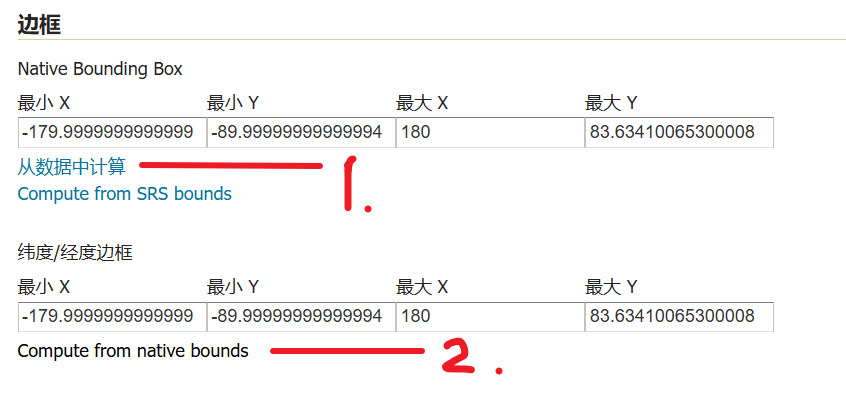 边框
Native Bounding Box
最小 X 最小 Y 最大 X 最大 Y
-179.9999999999999 -89.99999999999994 180 83.63410065300008
从数据中计算 1.
Compute from SRS bounds
纬度/经度边框
最小 X 最小 Y 最大 X 最大 Y
-179.9999999999999 -89.99999999999994 180 83.63410065300008
Compute from native bounds 2.